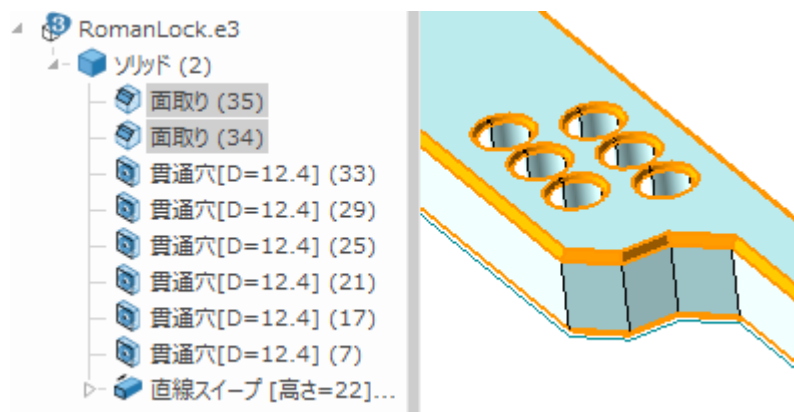 RomanLock.e3
ソリッド (2)
面取り (35)
面取り (34)
貫通穴[D=12.4] (33)
貫通穴[D=12.4] (29)
貫通穴[D=12.4] (25)
貫通穴[D=12.4] (21)
貫通穴[D=12.4] (17)
貫通穴[D=12.4] (7)
直線スイープ [高さ=22]...